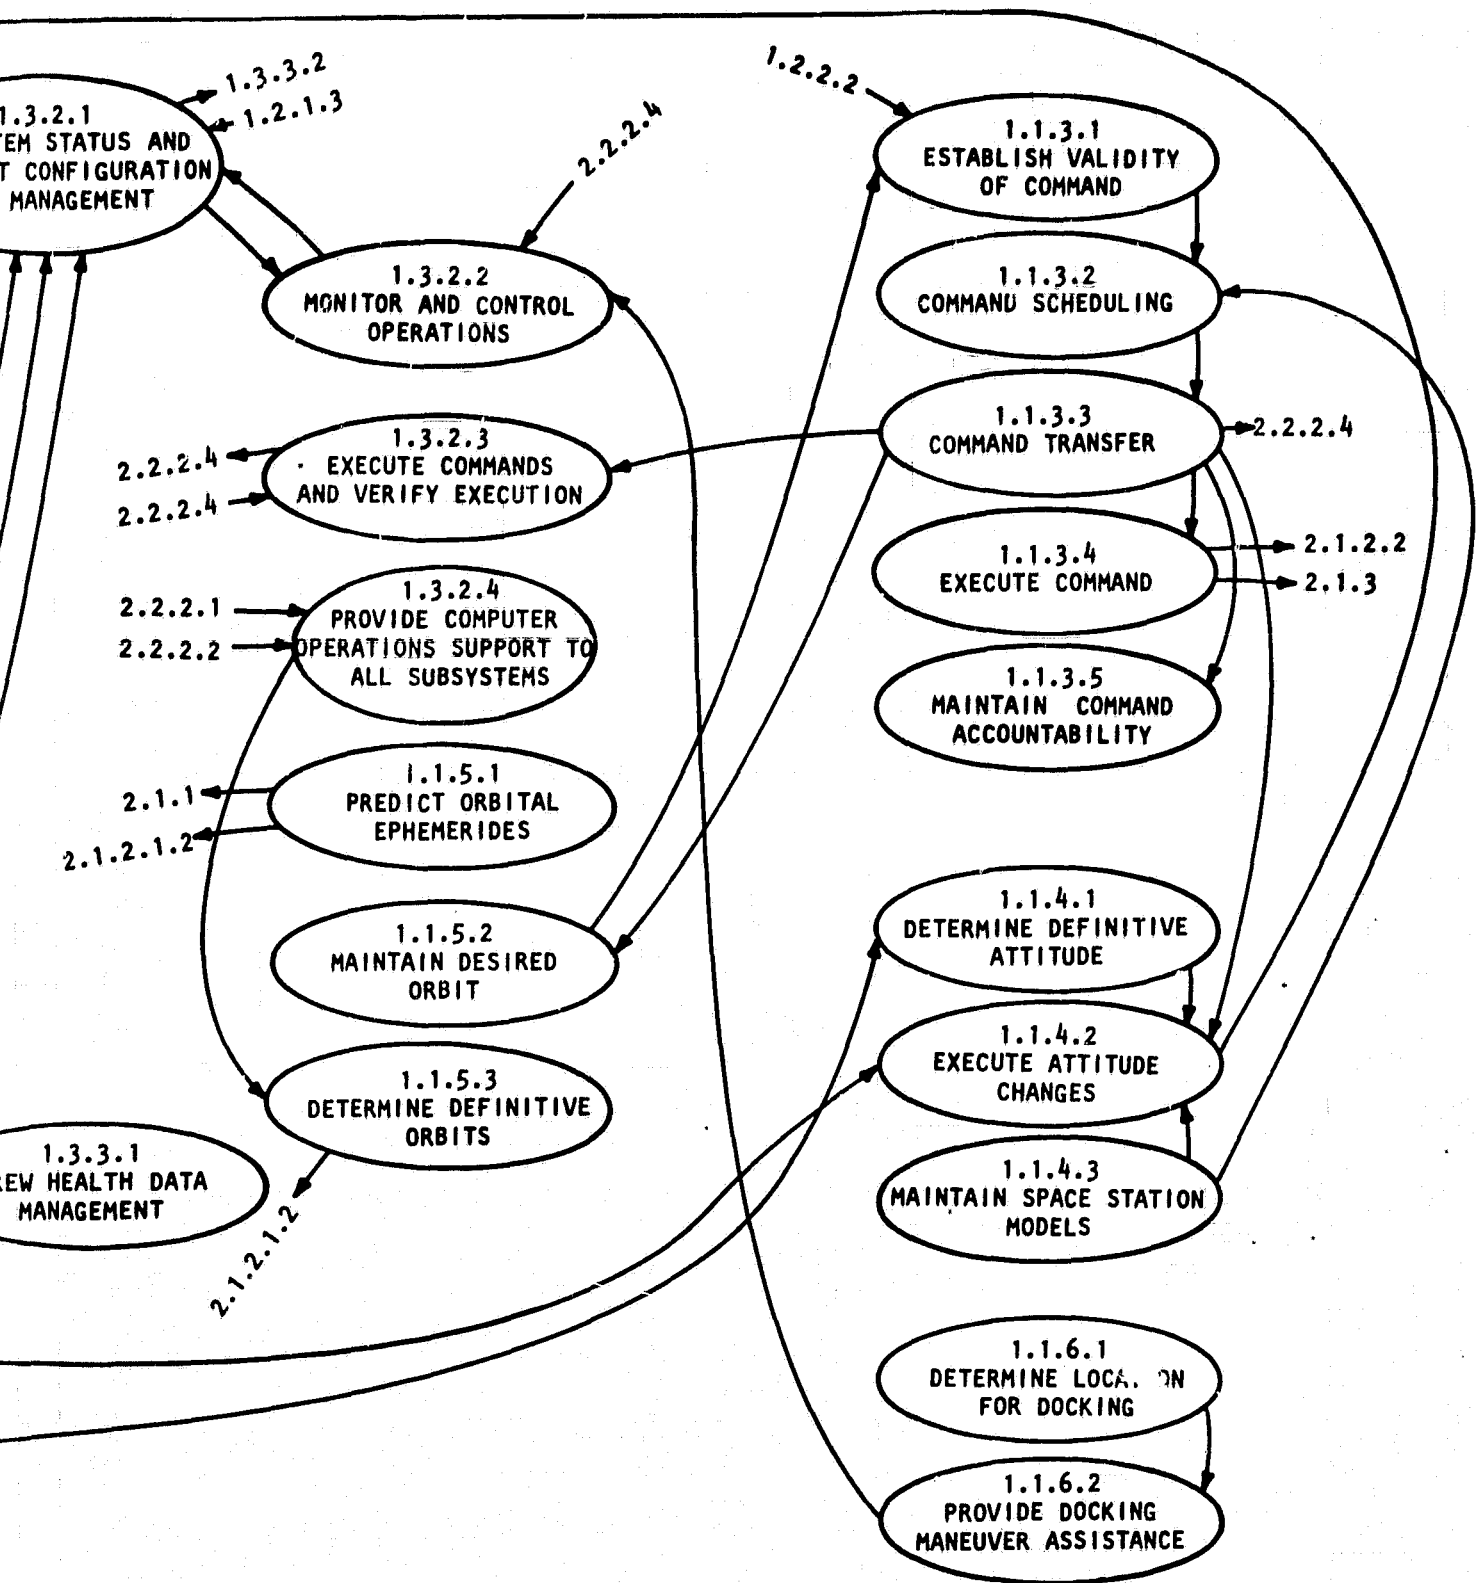 1.3.3.2
1.2.1.3
1.3.2.1
TEM STATUS AND
T CONFIGURATION
MANAGEMENT
2.2.2.4
1.3.2.2
MONITOR AND CONTROL
OPERATIONS
2.2.2.4
2.2.2.4
1.3.2.3
EXECUTE COMMANDS
AND VERIFY EXECUTION
2.2.2.1
2.2.2.2
1.3.2.4
PROVIDE COMPUTER
OPERATIONS SUPPORT TO
ALL SUBSYSTEMS
2.1.1
2.1.2.1.2
1.1.5.1
PREDICT ORBITAL
EPHEMERIDES
1.1.5.2
MAINTAIN DESIRED
ORBIT
1.1.5.3
DETERMINE DEFINITIVE
ORBITS
2.1.2.1.2
1.3.3.1
REW HEALTH DATA
MANAGEMENT
1.2.2.2
1.1.3.1
ESTABLISH VALIDITY
OF COMMAND
1.1.3.2
COMMAND SCHEDULING
1.1.3.3
COMMAND TRANSFER
2.2.2.4
1.1.3.4
EXECUTE COMMAND
2.1.2.2
2.1.3
1.1.3.5
MAINTAIN COMMAND
ACCOUNTABILITY
1.1.4.1
DETERMINE DEFINITIVE
ATTITUDE
1.1.4.2
EXECUTE ATTITUDE
CHANGES
1.1.4.3
MAINTAIN SPACE STATION
MODELS
1.1.6.1
DETERMINE
FOR DOCKING
1.1.6.2
PROVIDE DOCKING
MANEUVER ASSISTANCE